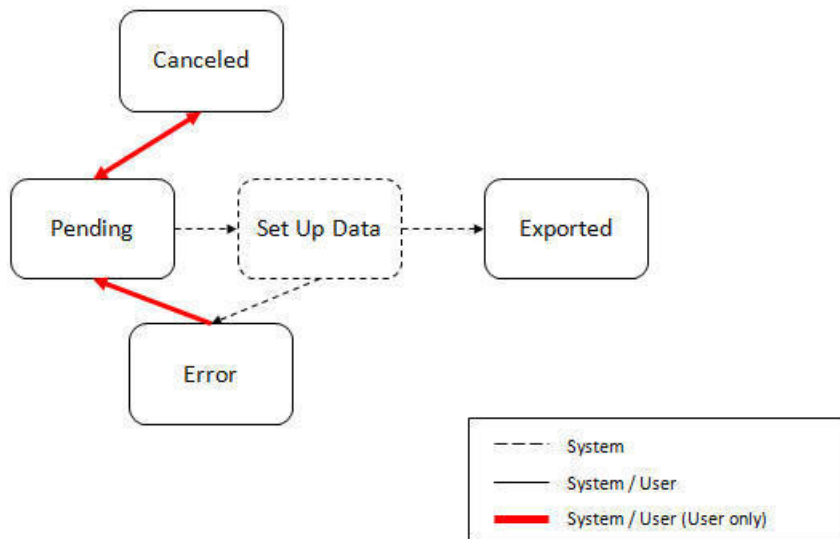 Canceled
Pending
Set Up Data
Exported
Error
System
System / User
System / User (User only)